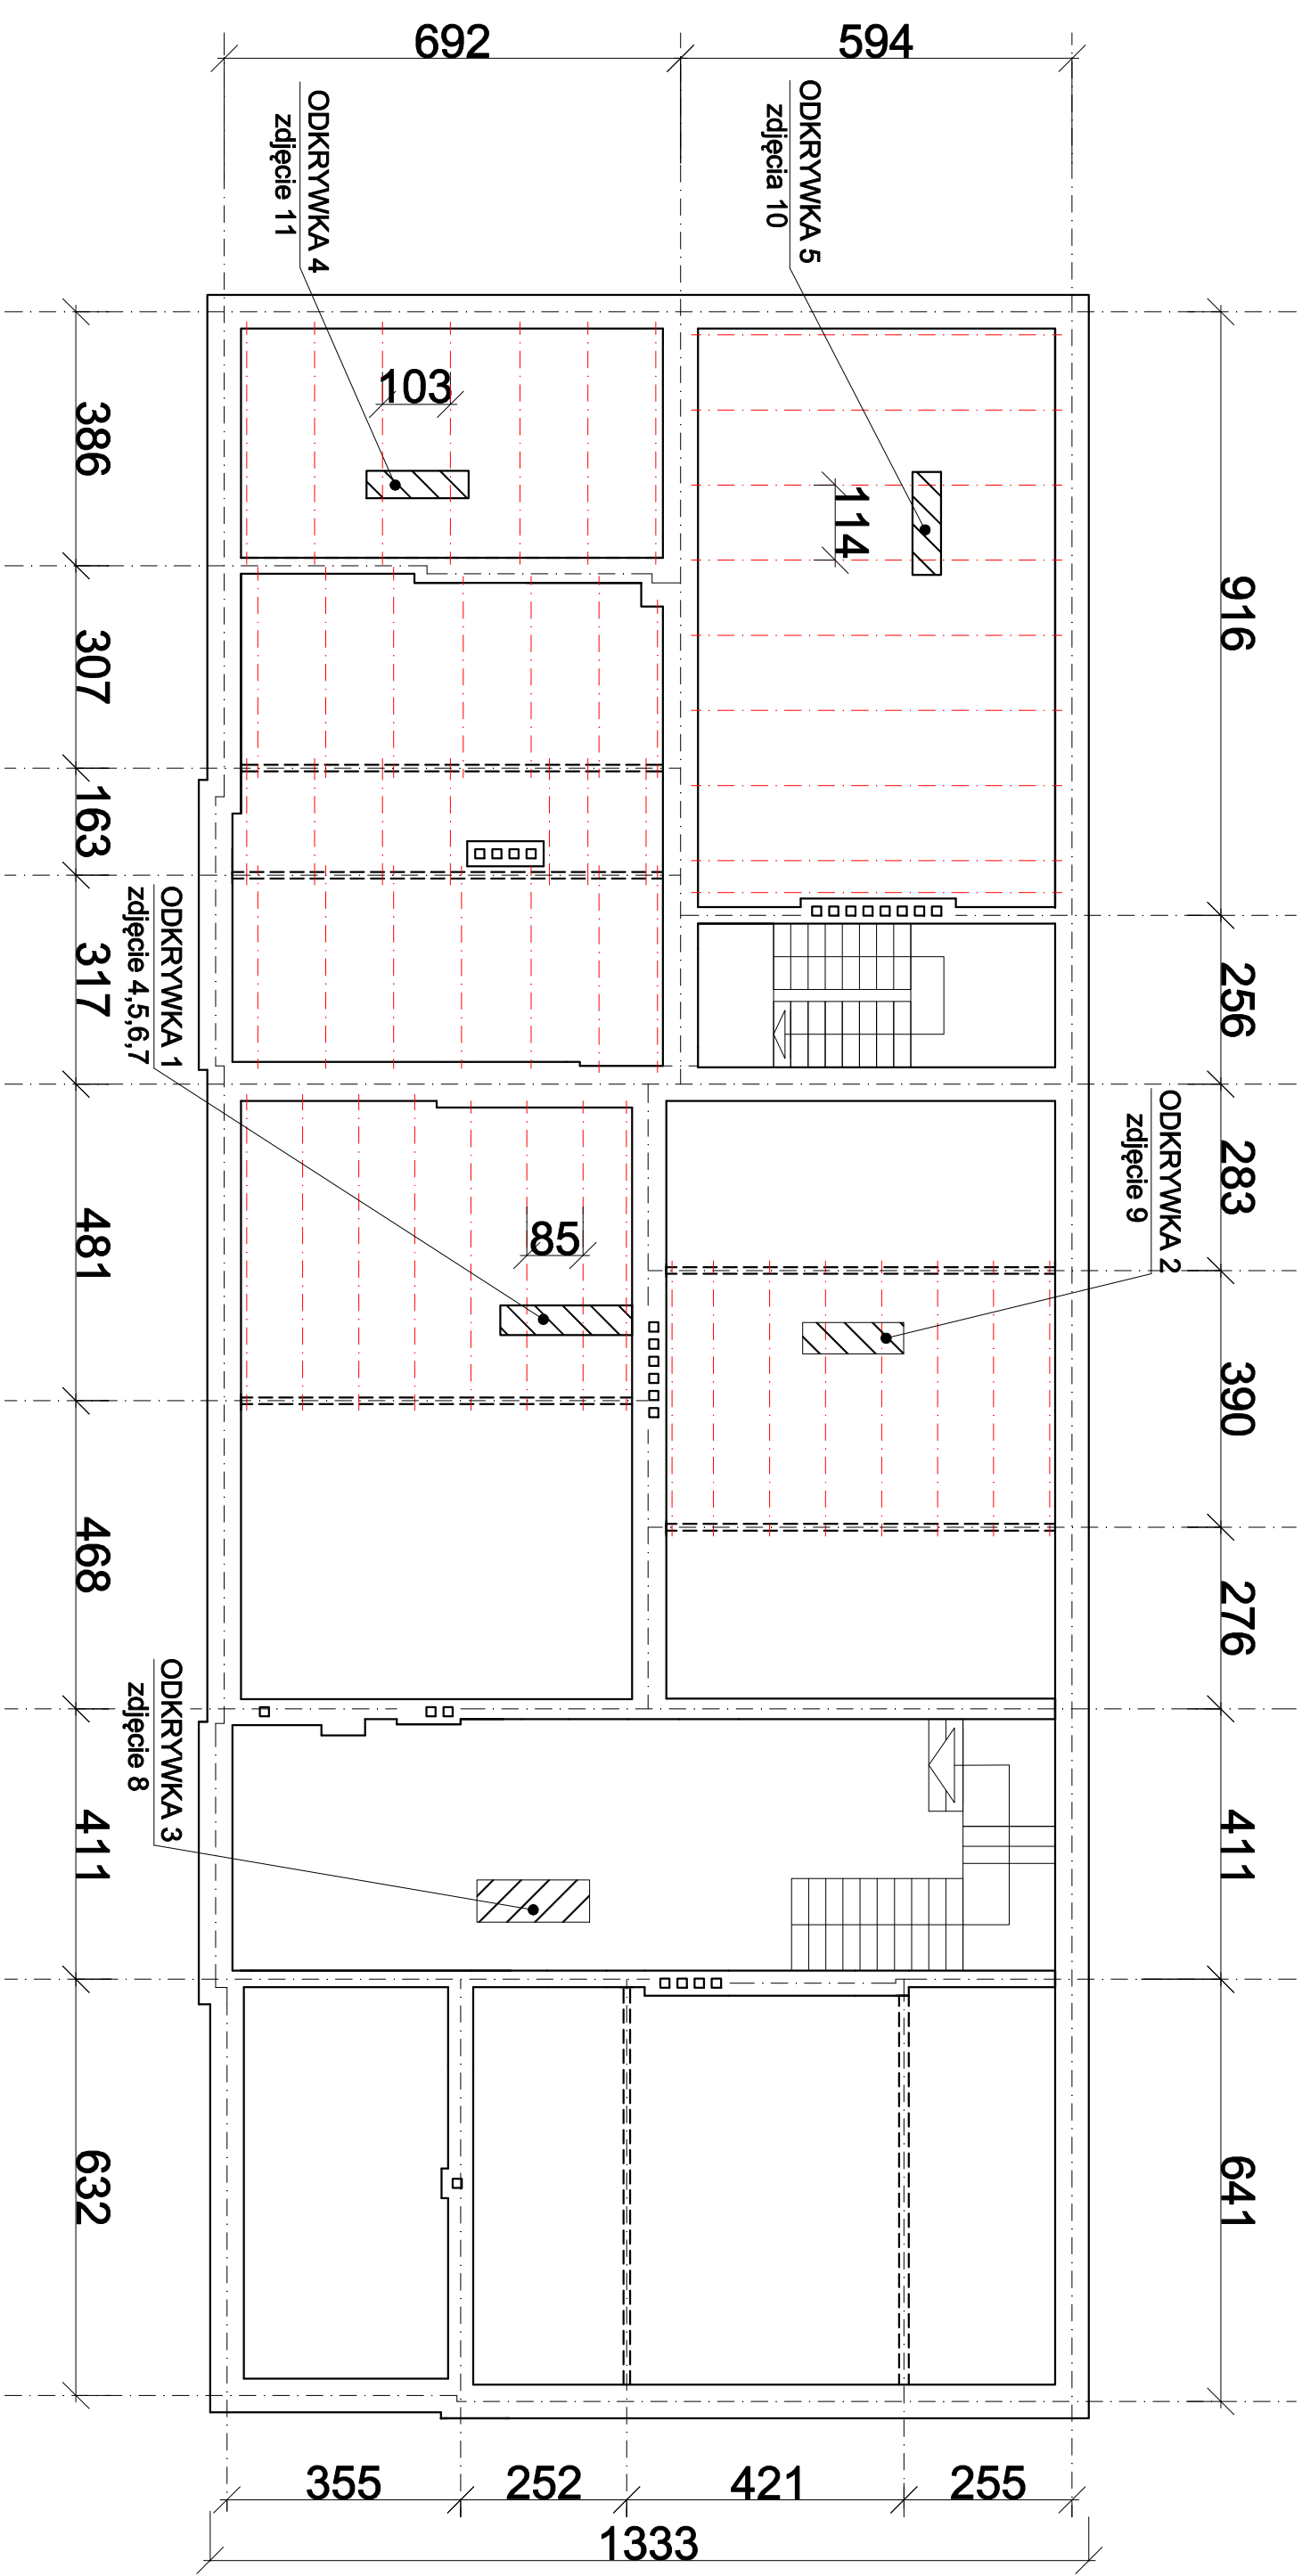 692
594
ODKRYWKA 4
zdjęcie 11
ODKRYWKA 5
zdjęcia 10
103
114
386
307
163
317
481
468
411
632
916
256
283
390
276
411
641
ODKRYWKA 1
zdjęcie 4,5,6,7
ODKRYWKA 2
zdjęcie 9
85
ODKRYWKA 3
zdjęcie 8
355
252
421
255
1333